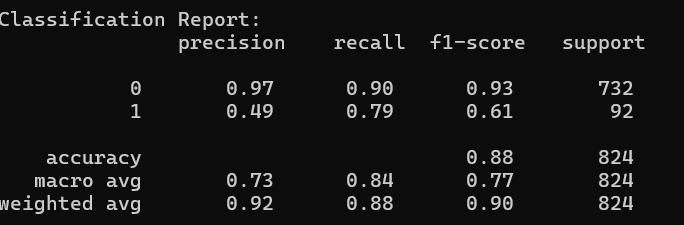 Classification Report:
precision recall f1-score support
0 0.97 0.90 0.93 732
1 0.49 0.79 0.61 92
accuracy 0.88 824
macro avg 0.73 0.84 0.77 824
weighted avg 0.92 0.88 0.90 824